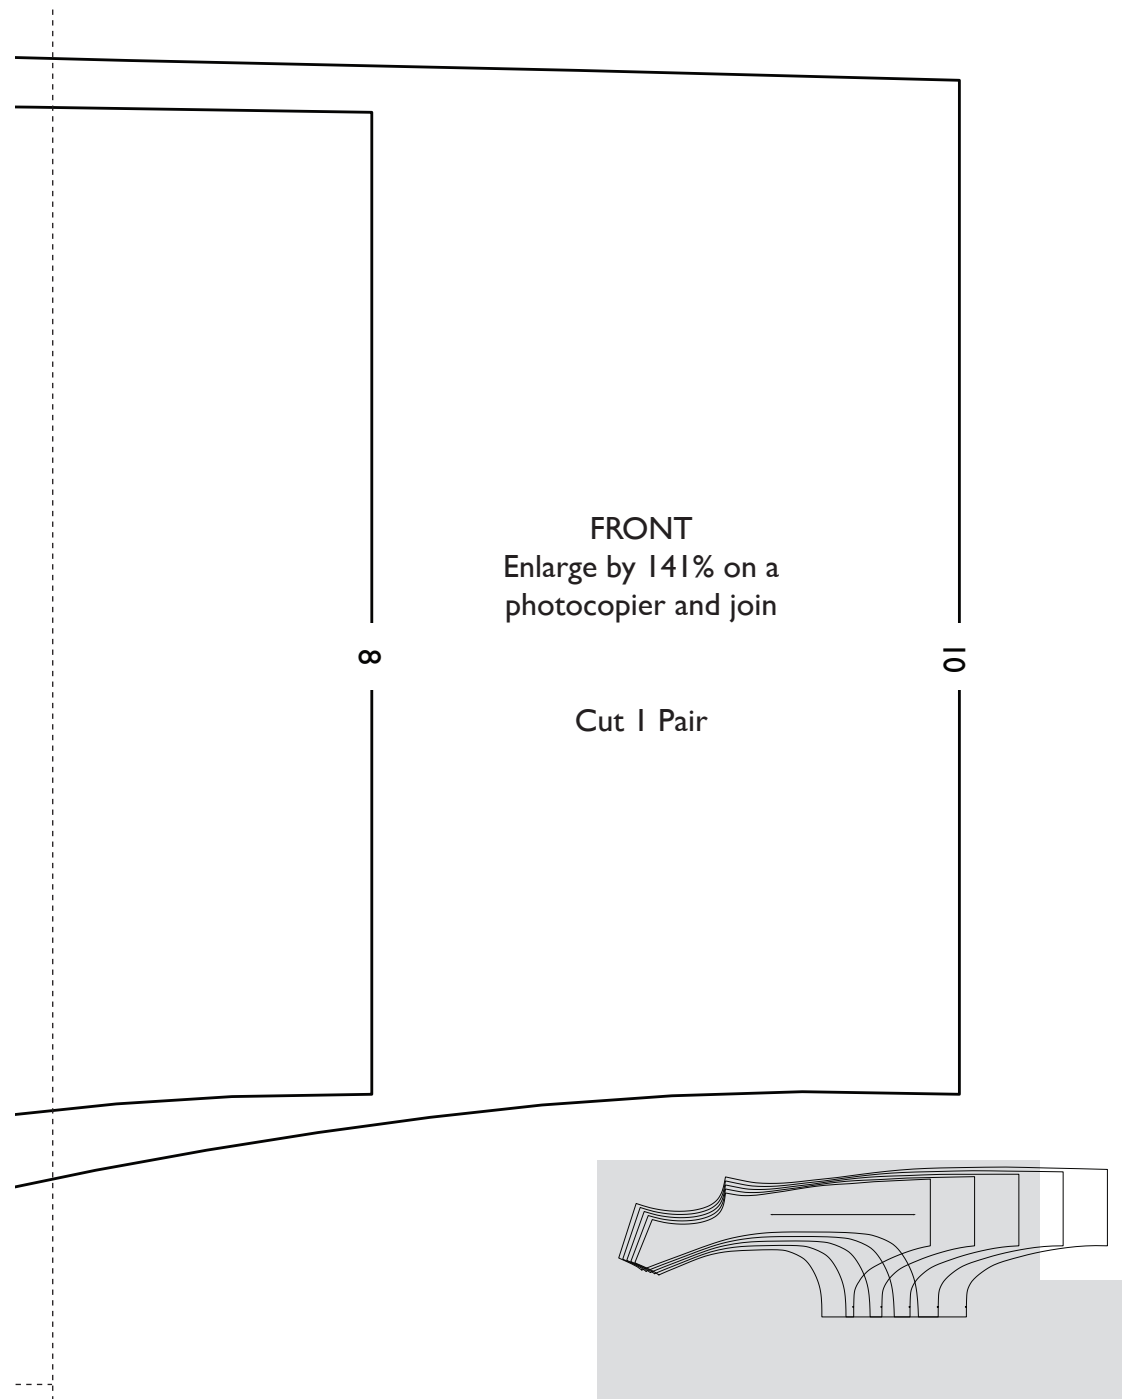 FRONT
Enlarge by 141% on a
photocopier and join
8
10
Cut 1 Pair